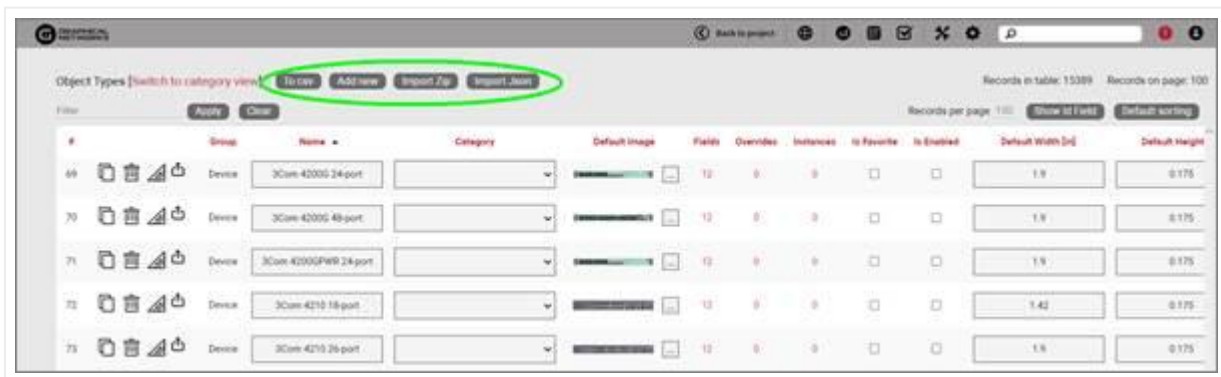 GRAPHICAL NETWORKS
Back to project
Object Types [Switch to category view] To csv Add new Import Zip Import Json Records in table: 15389 Records on page: 100
Filter Apply Clear Records per page 100 Show Id Field Default sorting
# Group Name Category Default Image Fields Overrides Instances Is Favorite Is Enabled Default Width [in] Default Height
69 Device 3Com 4200G 24-port ... 12 0 0 1.9 0.175
70 Device 3Com 4200G 48-port ... 12 0 0 1.9 0.175
71 Device 3Com 4200GPWR 24-port ... 12 0 0 1.9 0.175
72 Device 3Com 4210 18-port ... 12 0 0 1.42 0.175
73 Device 3Com 4210 26-port ... 12 0 0 1.9 0.175